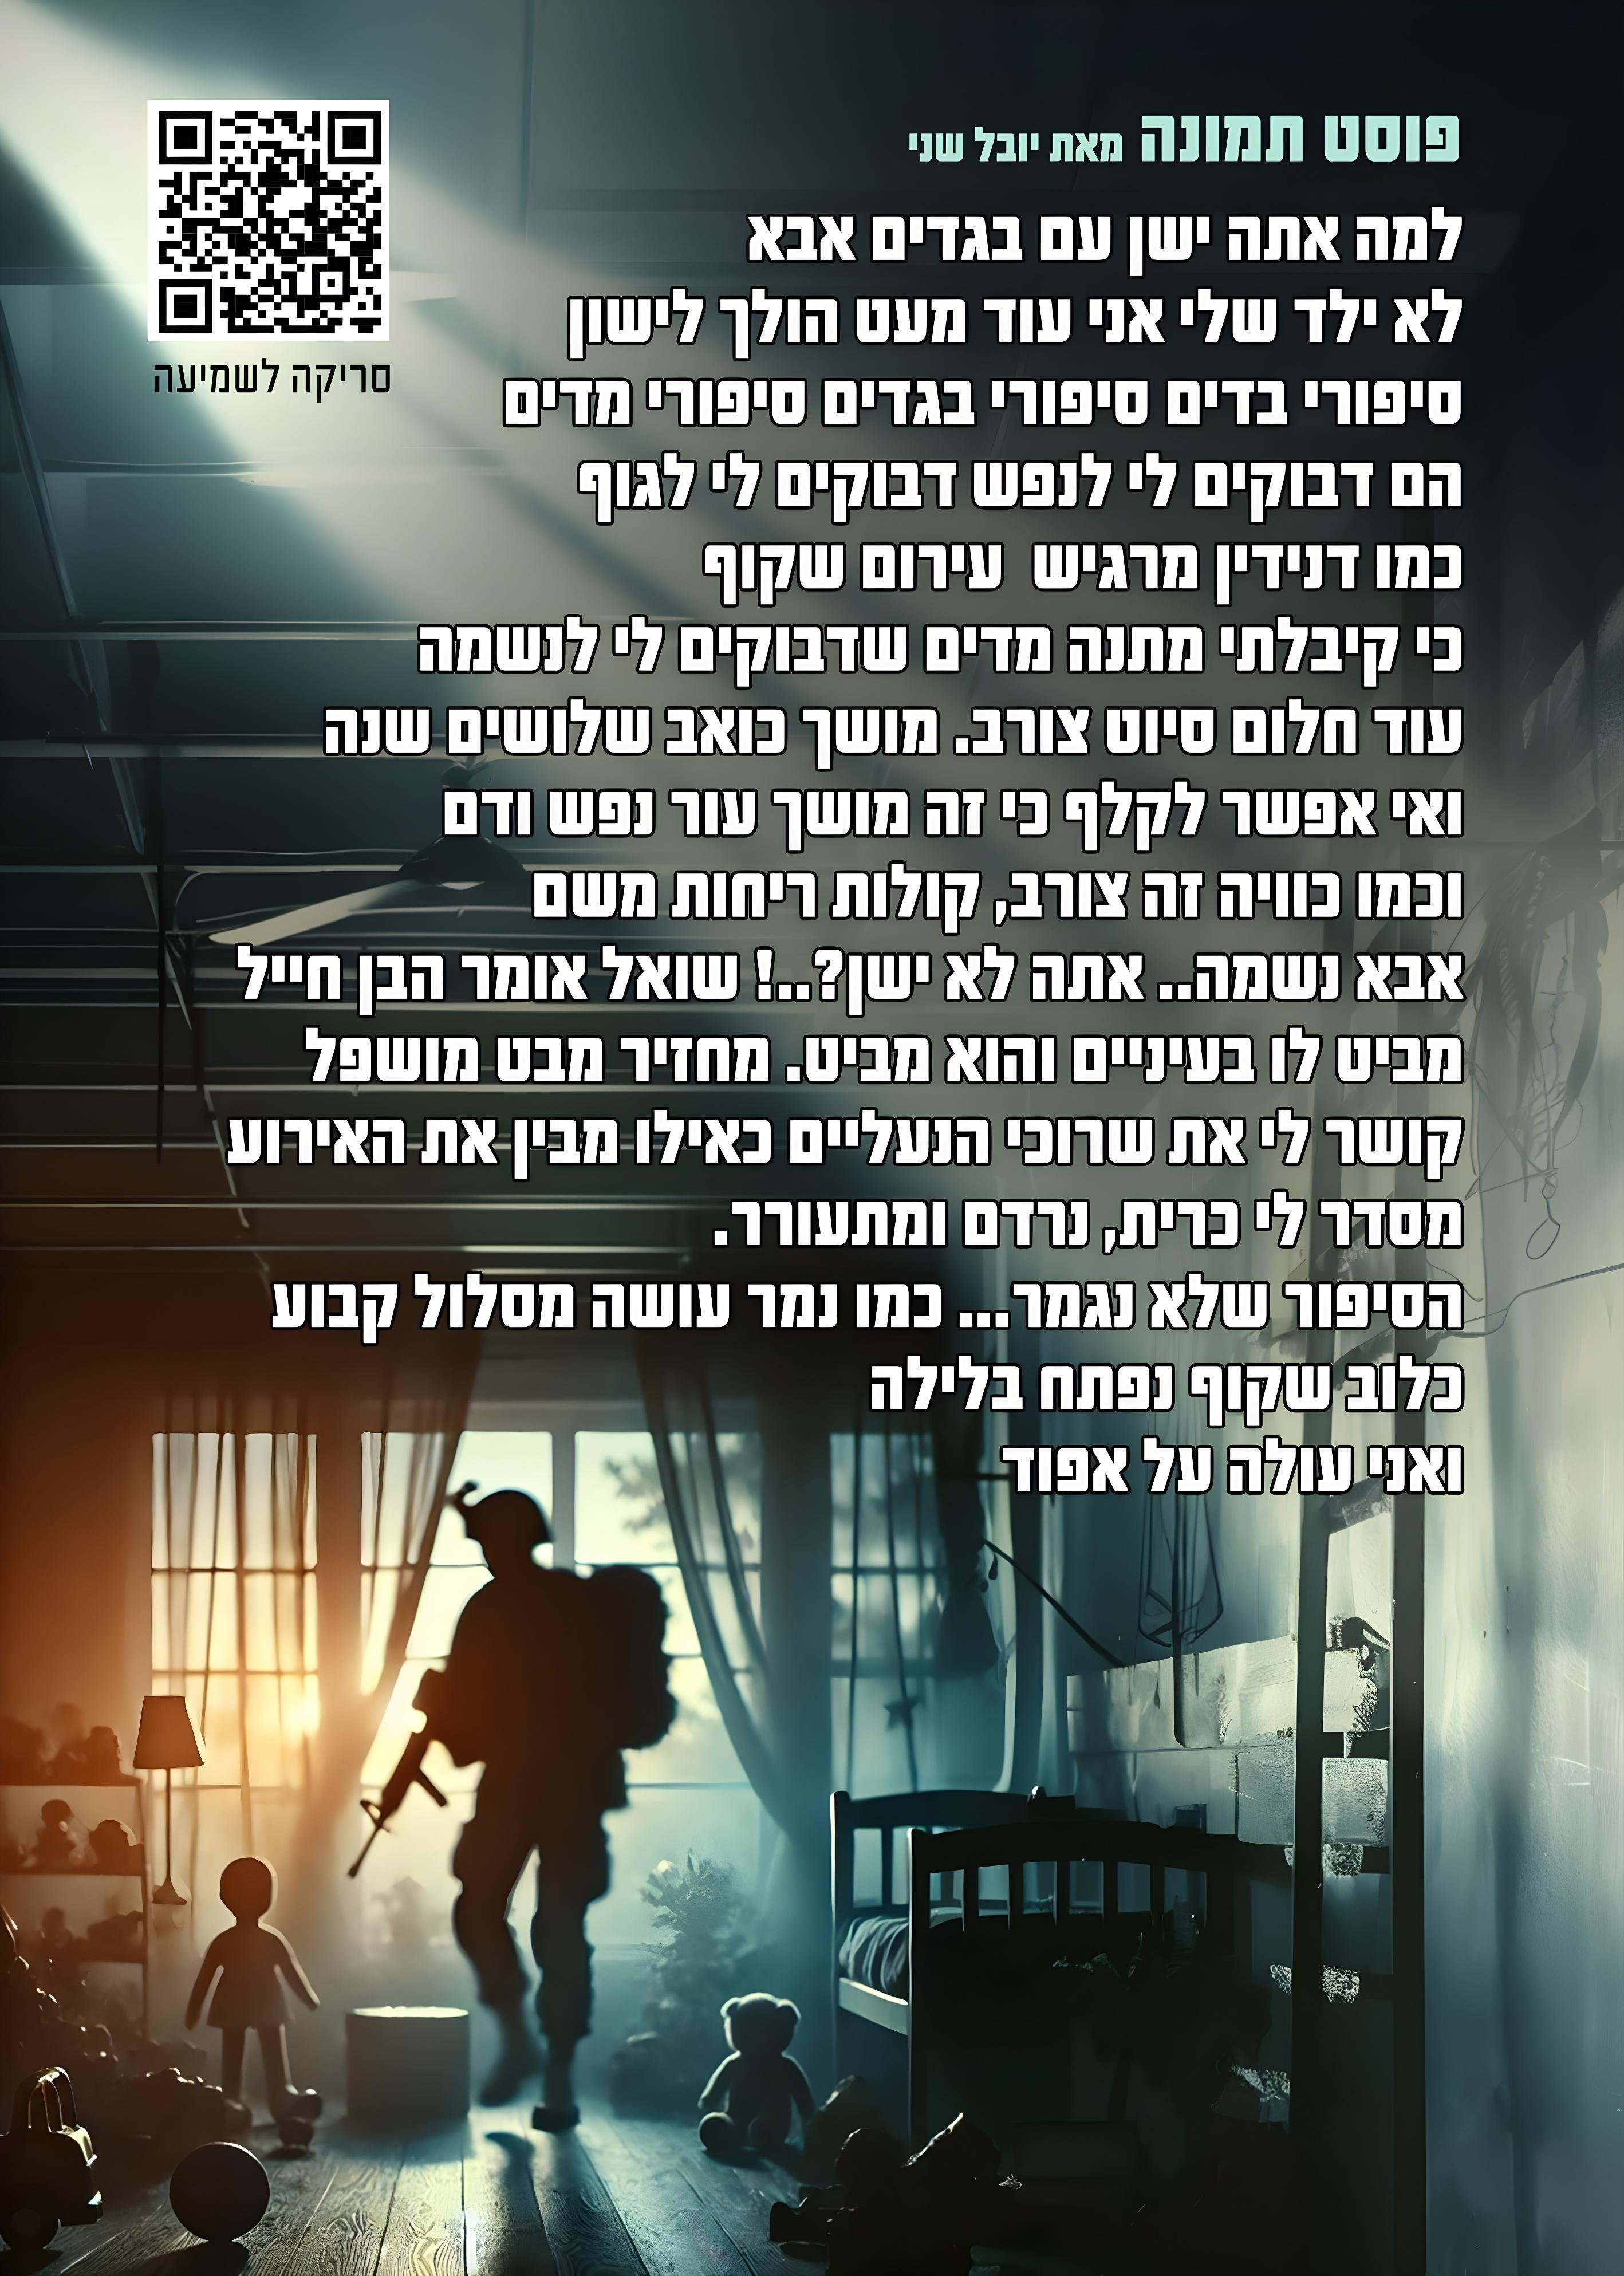 פוסט תמונה מאת יובל שני
למה אתה ישן עם בגדים אבא
לא ילד שלי אני עוד מעט הולך לישון
סיפורי בדים סיפורי בגדים סיפורי מדים
הם דבוקים לי לנפש דבוקים לי לגוף
כמו דנידין מרגיש עירום שקוף
כי קיבלתי מתנה מדים שדבוקים לי לנשמה
עוד חלום סיוט צורב. מושך כואב שלושים שנה
ואי אפשר לקלף כי זה מושך עור נפש ודם
וכמו כוויה זה צורב, קולות ריחות משם
אבא נשמה.. אתה לא ישן?..! שואל אומר הבן חייל
מביט לו בעיניים והוא מביט. מחזיר מבט מושפל
קושר לי את שרוכי הנעליים כאילו מבין את האירוע
מסדר לי כרית, נרדם ומתעורר.
הסיפור שלא נגמר... כמו נמר עושה מסלול קבוע
כלוב שקוף נפתח בלילה
ואני עולה על אפוד
סריקה לשמיעה